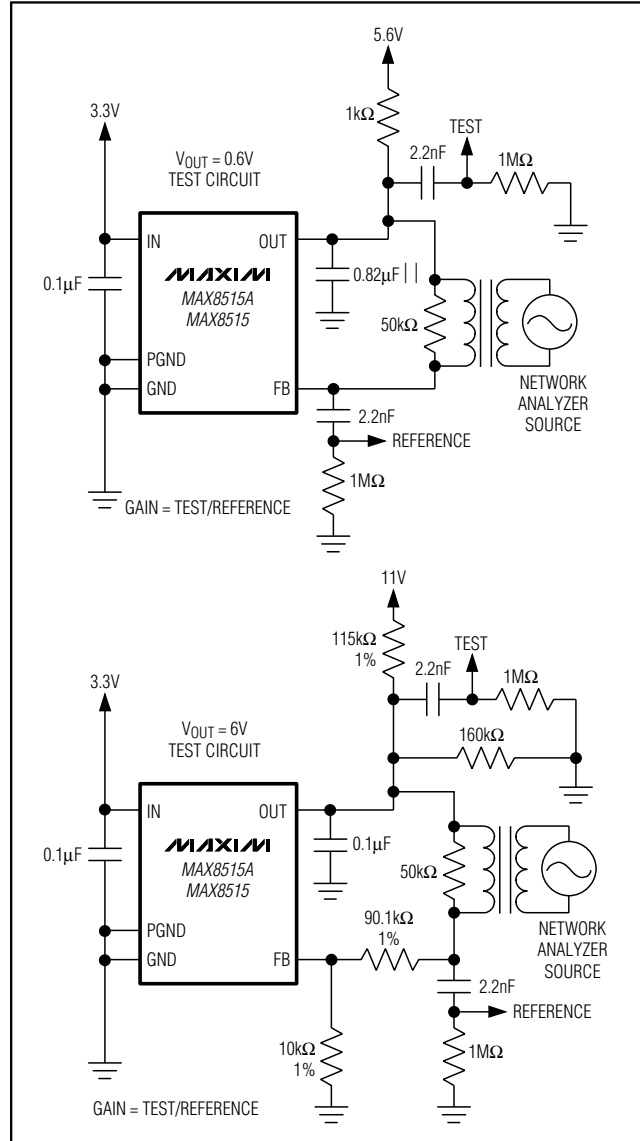 5.6V
3.3V
1kΩ
TEST
VOUT = 0.6V
TEST CIRCUIT
2.2nF
1MΩ
IN
OUT
0.1µF
MAXIM
MAX8515A
MAX8515
0.82µF ||
50kΩ
PGND
GND
FB
NETWORK
ANALYZER
SOURCE
2.2nF
REFERENCE
1MΩ
GAIN = TEST/REFERENCE
11V
115kΩ
1%
TEST
3.3V
2.2nF
1MΩ
VOUT = 6V
TEST CIRCUIT
160kΩ
IN
OUT
0.1µF
MAXIM
MAX8515A
MAX8515
0.1µF
50kΩ
90.1kΩ
1%
PGND
GND
FB
NETWORK
ANALYZER
SOURCE
2.2nF
REFERENCE
10kΩ
1%
1MΩ
GAIN = TEST/REFERENCE